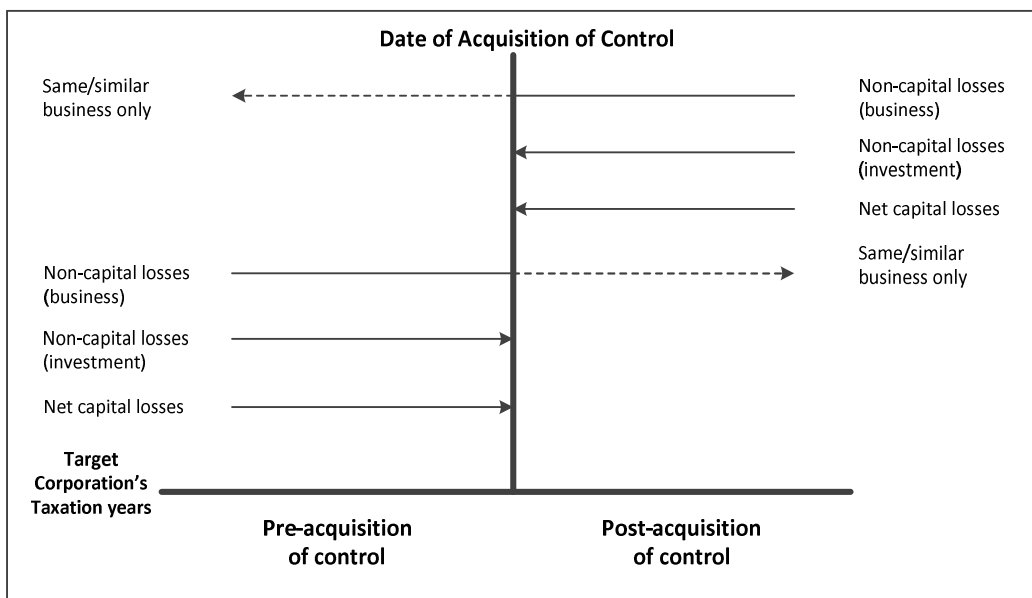 Date of Acquisition of Control
Same/similar
business only
Non-capital losses
(business)
Non-capital losses
(investment)
Net capital losses
Same/similar
business only
Non-capital losses
(business)
Non-capital losses
(investment)
Net capital losses
Target
Corporation's
Taxation years
Pre-acquisition
of control
Post-acquisition
of control